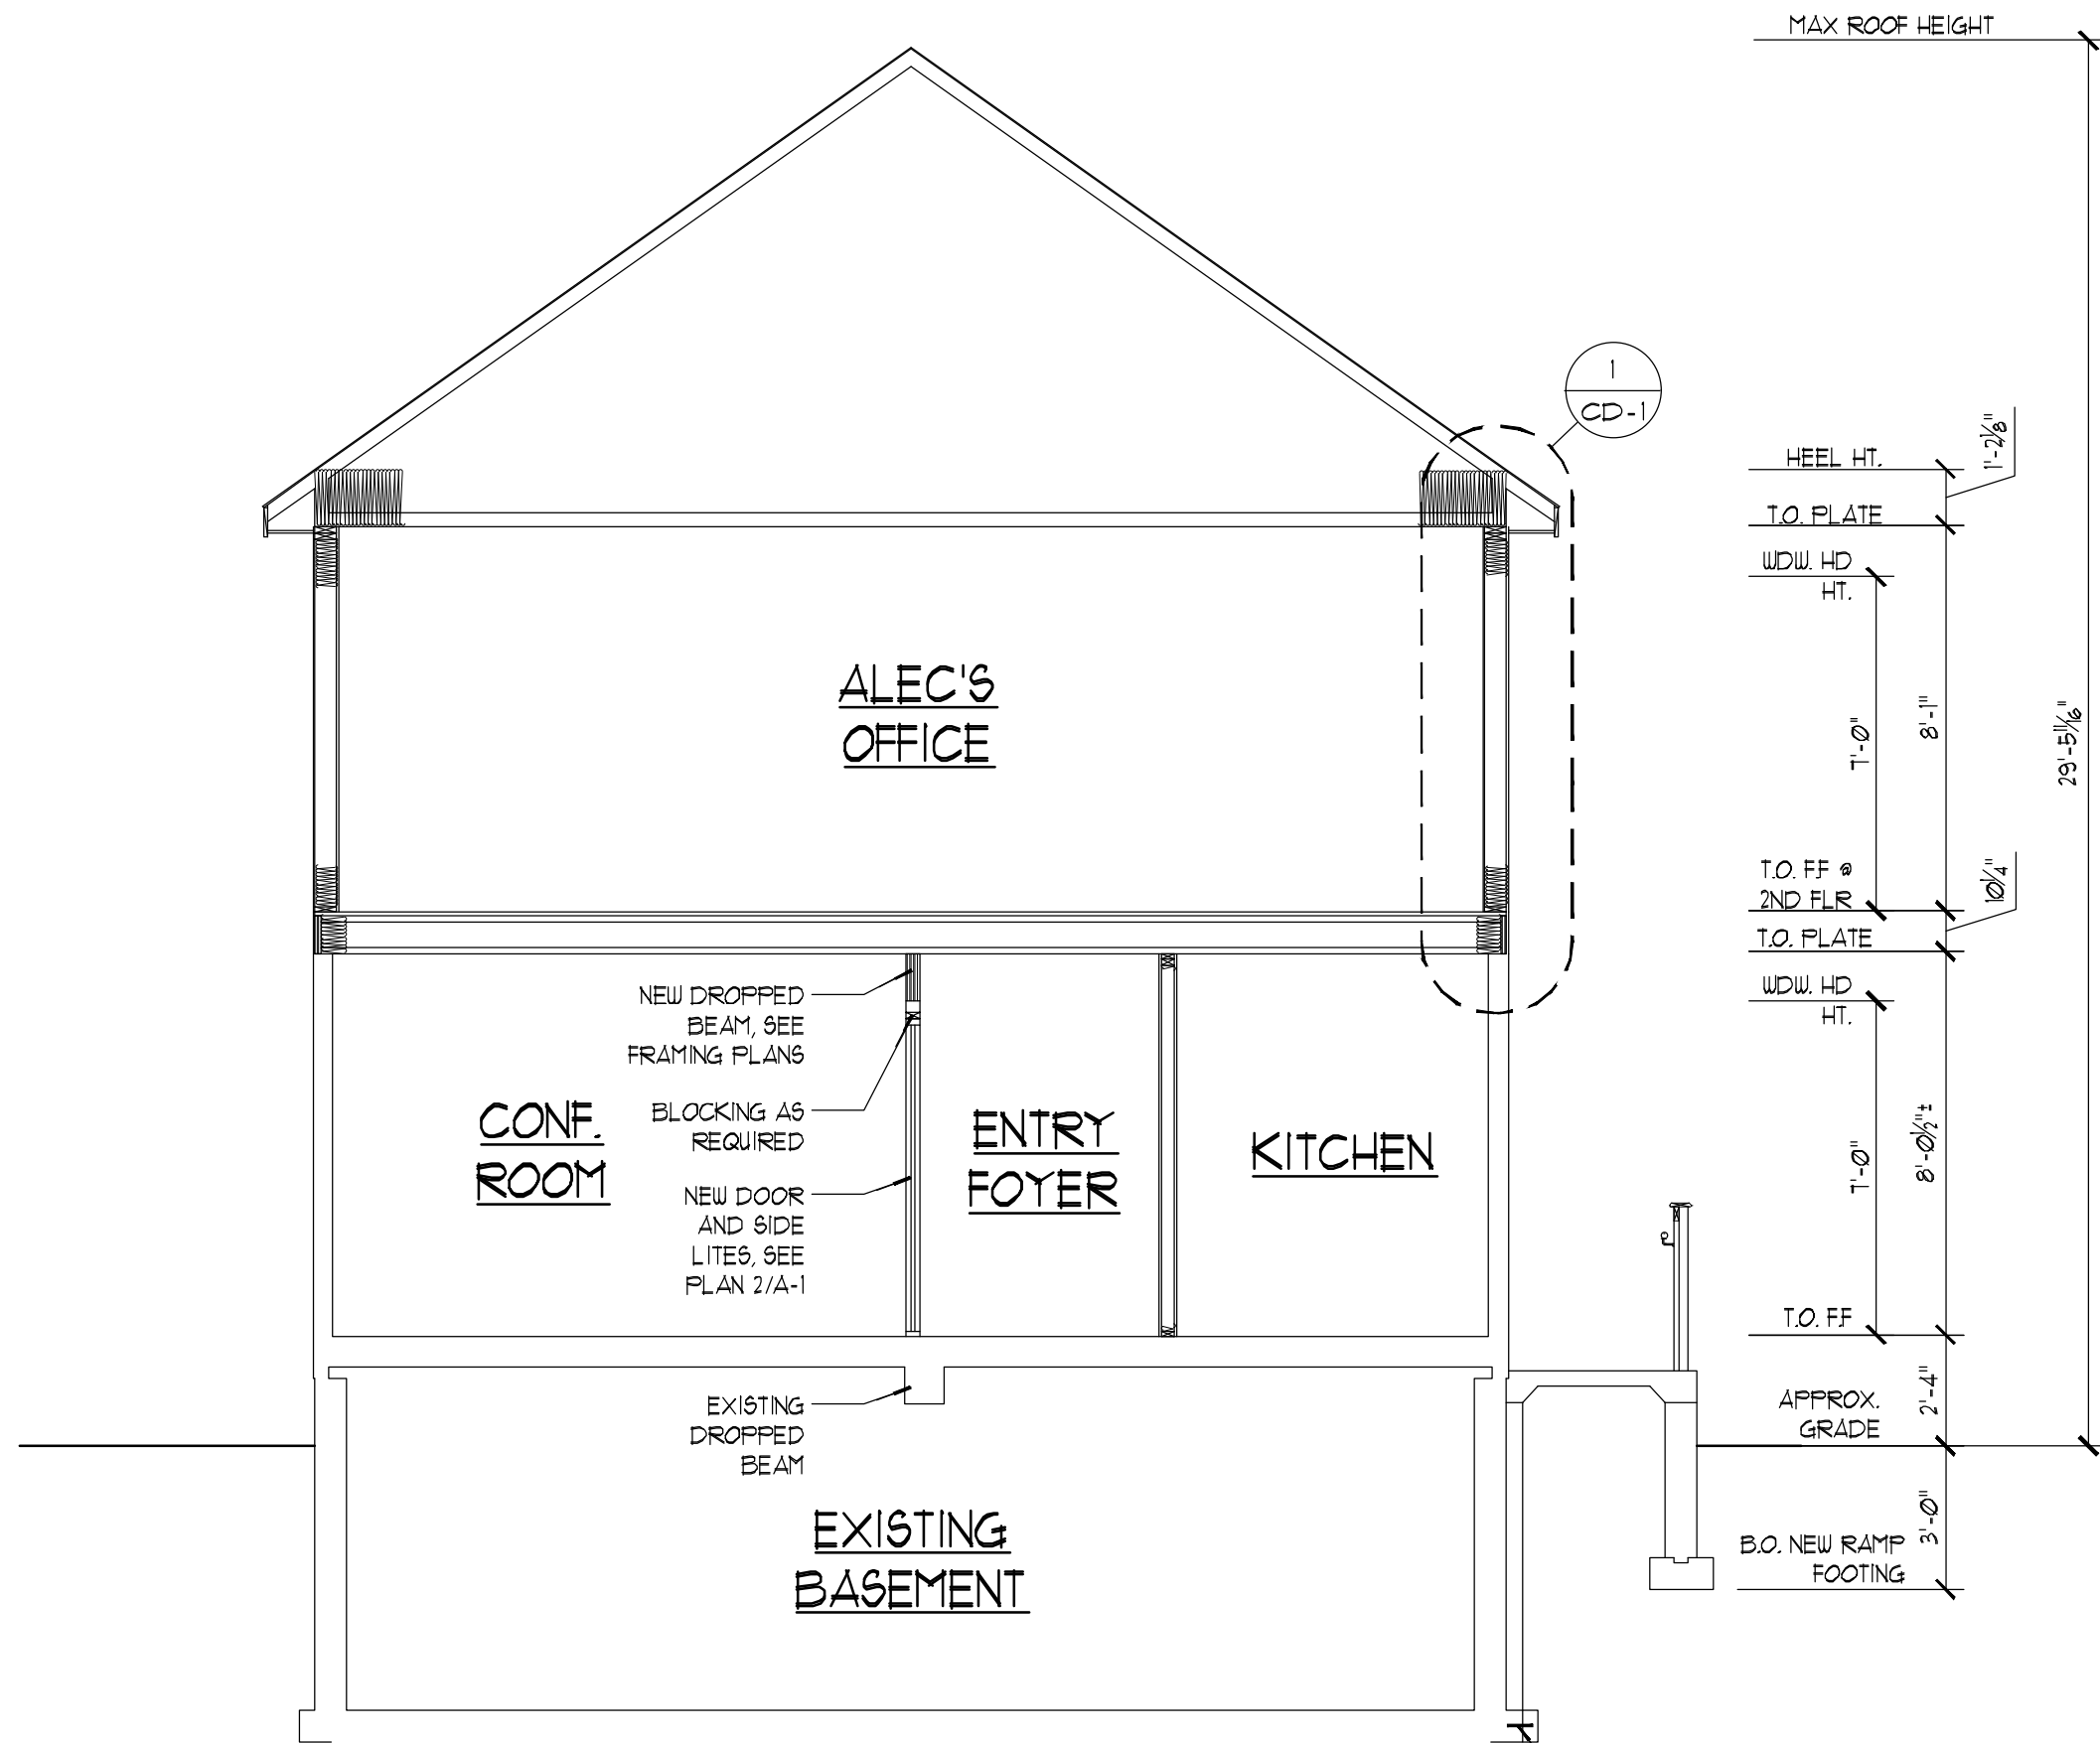 MAX ROOF HEIGHT
1
CD-1
1'-2⅛"
HEEL HT.
T.O. PLATE
WDW. HD
HT.
ALEC'S
OFFICE
7'-0"
8'-1"
29'-5 11/16"
T.O. FF @
2ND FLR
10¼"
T.O. PLATE
WDW. HD
HT.
NEW DROPPED
BEAM, SEE
FRAMING PLANS
BLOCKING AS
REQUIRED
NEW DOOR
AND SIDE
LITES, SEE
PLAN 2/A-1
CONF.
ROOM
ENTRY
FOYER
KITCHEN
7'-0"
8'-0½"±
T.O. F.F
EXISTING
DROPPED
BEAM
APPROX.
GRADE
2'-4"
EXISTING
BASEMENT
B.O. NEW RAMP
FOOTING
3'-0"